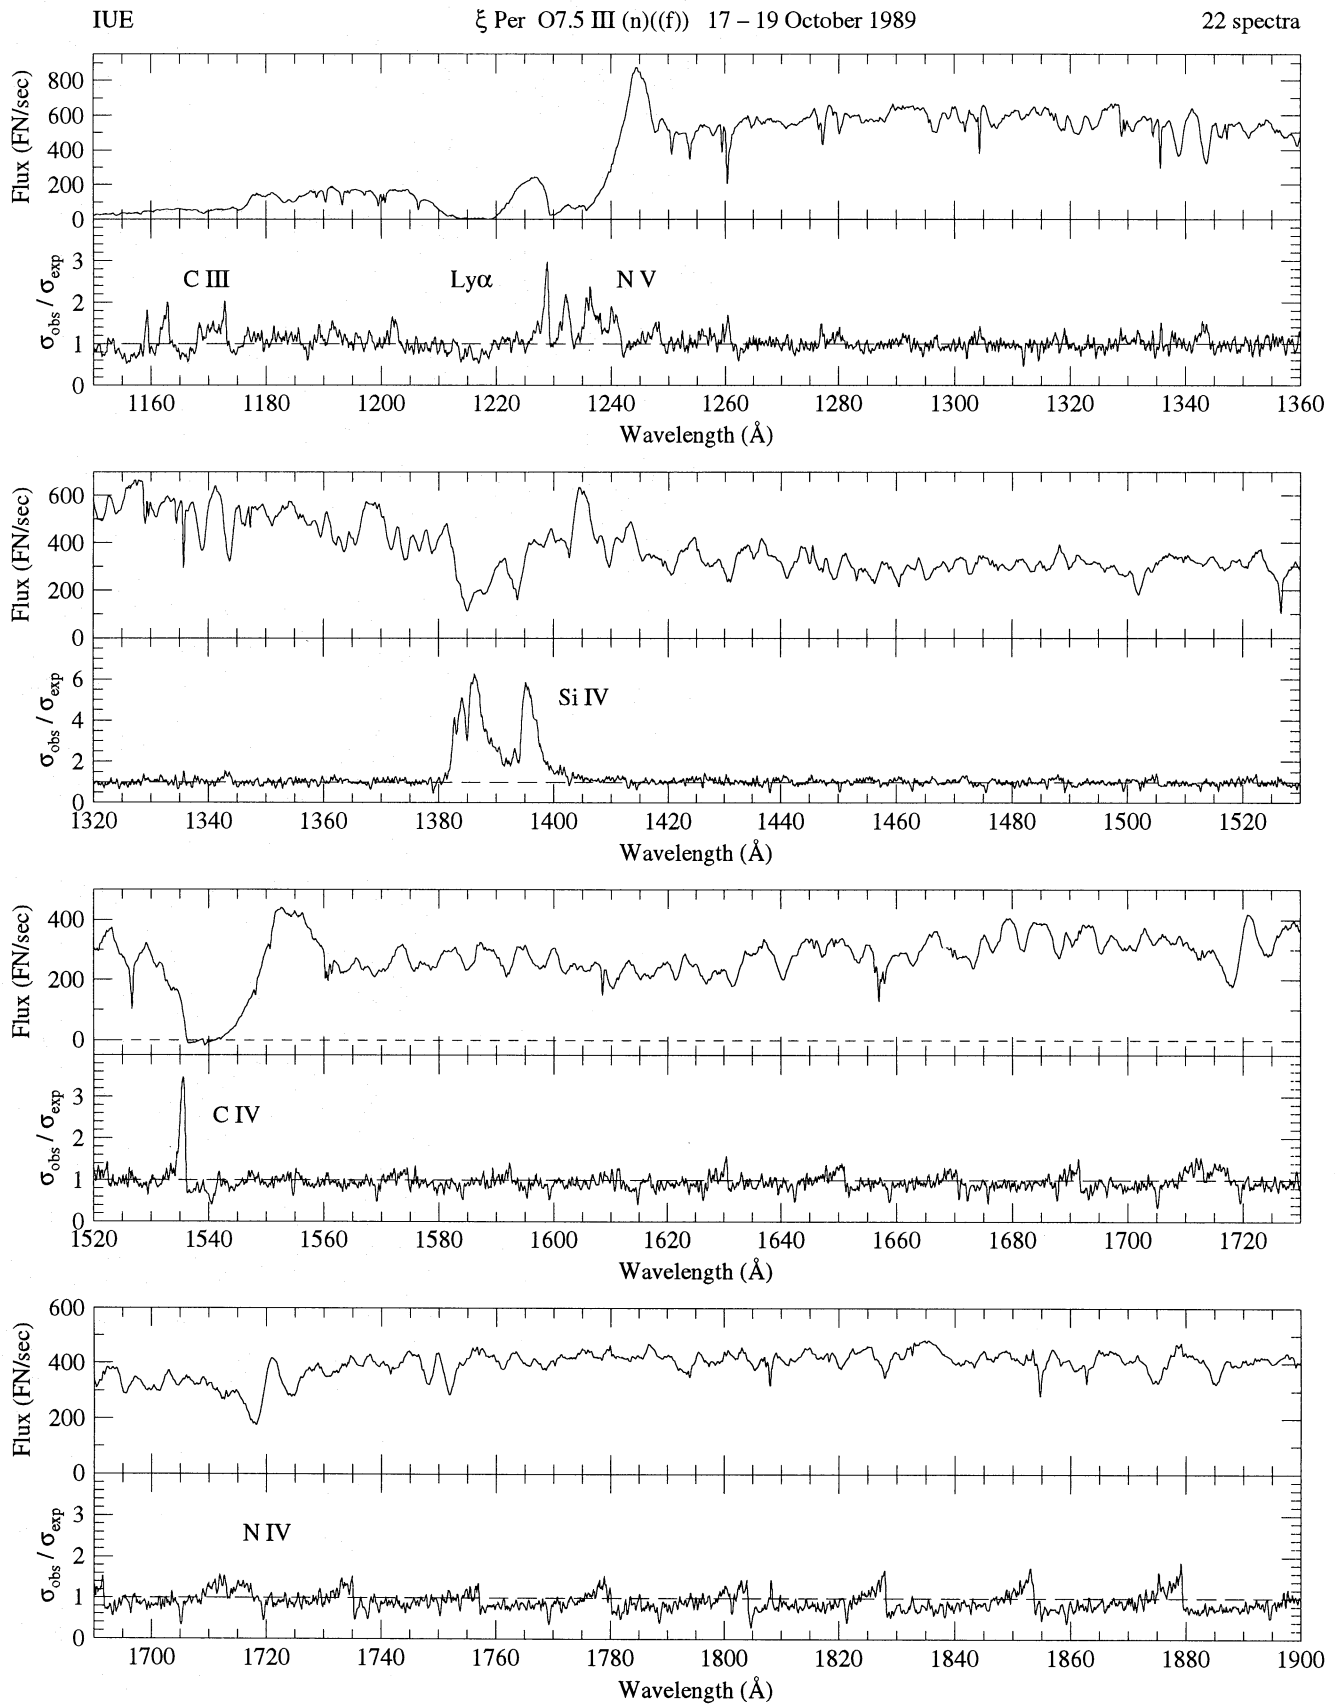 IUE ξ Per O7.5 III (n)((f)) 17 – 19 October 1989 22 spectra
Flux (FN/sec)
800
600
400
200
0
σobs / σexp
3
2
1
0
C III Lyα N V
1160 1180 1200 1220 1240 1260 1280 1300 1320 1340 1360
Wavelength (Å)
Flux (FN/sec)
600
400
200
0
σobs / σexp
6
4
2
0
Si IV
1320 1340 1360 1380 1400 1420 1440 1460 1480 1500 1520
Wavelength (Å)
Flux (FN/sec)
400
200
0
σobs / σexp
3
2
1
0
C IV
1520 1540 1560 1580 1600 1620 1640 1660 1680 1700 1720
Wavelength (Å)
Flux (FN/sec)
600
400
200
0
σobs / σexp
3
2
1
0
N IV
1700 1720 1740 1760 1780 1800 1820 1840 1860 1880 1900
Wavelength (Å)